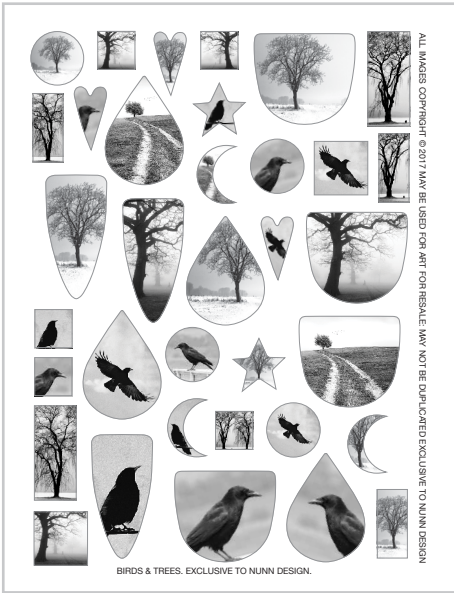 ALL IMAGES COPYRIGHT © 2017 MAY BE USED FOR ART FOR RESALE; MAY NOT BE DUPLICATED EXCLUSIVE TO NUNN DESIGN
BIRDS & TREES. EXCLUSIVE TO NUNN DESIGN.